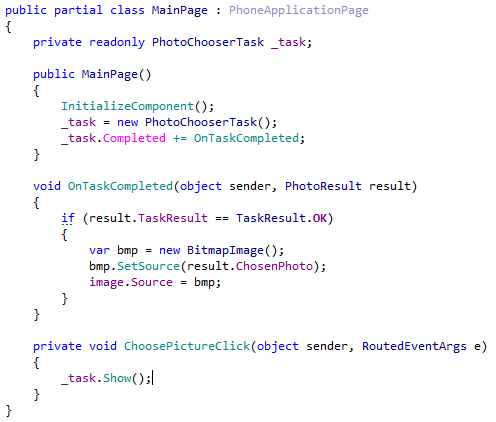 public partial class MainPage : PhoneApplicationPage
{
    private readonly PhotoChooserTask _task;

    public MainPage()
    {
        InitializeComponent();
        _task = new PhotoChooserTask();
        _task.Completed += OnTaskCompleted;
    }

    void OnTaskCompleted(object sender, PhotoResult result)
    {
        if (result.TaskResult == TaskResult.OK)
        {
            var bmp = new BitmapImage();
            bmp.SetSource(result.ChosenPhoto);
            image.Source = bmp;
        }
    }

    private void ChoosePictureClick(object sender, RoutedEventArgs e)
    {
        _task.Show();
    }
}